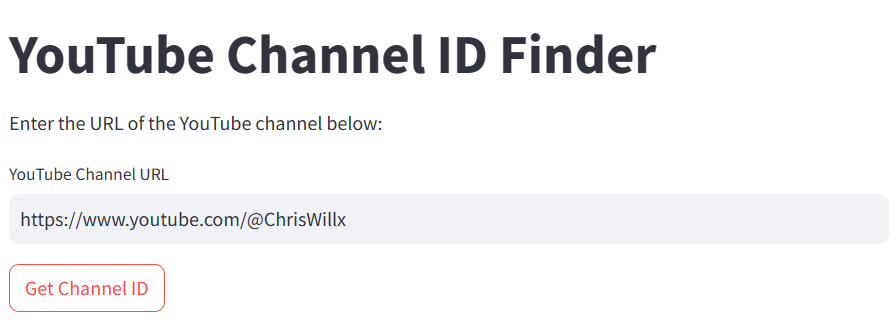 YouTube Channel ID Finder
Enter the URL of the YouTube channel below:
YouTube Channel URL
https://www.youtube.com/@ChrisWillx
Get Channel ID